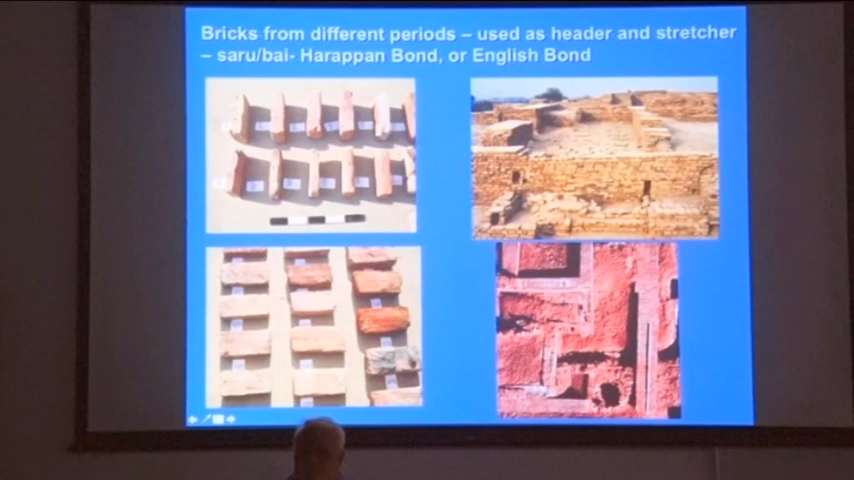 Bricks from different periods – used as header and stretcher
– saru/bai- Harappan Bond, or English Bond